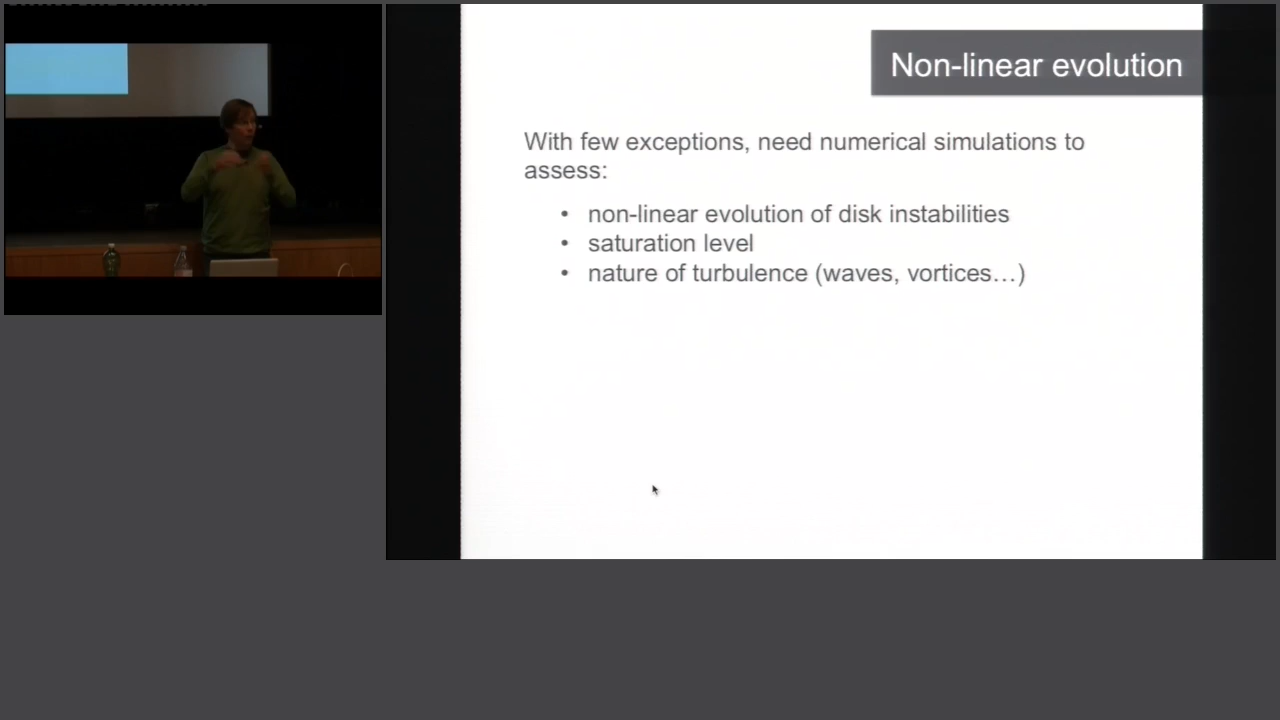 Non-linear evolution
With few exceptions, need numerical simulations to
assess:
• non-linear evolution of disk instabilities
• saturation level
• nature of turbulence (waves, vortices…)